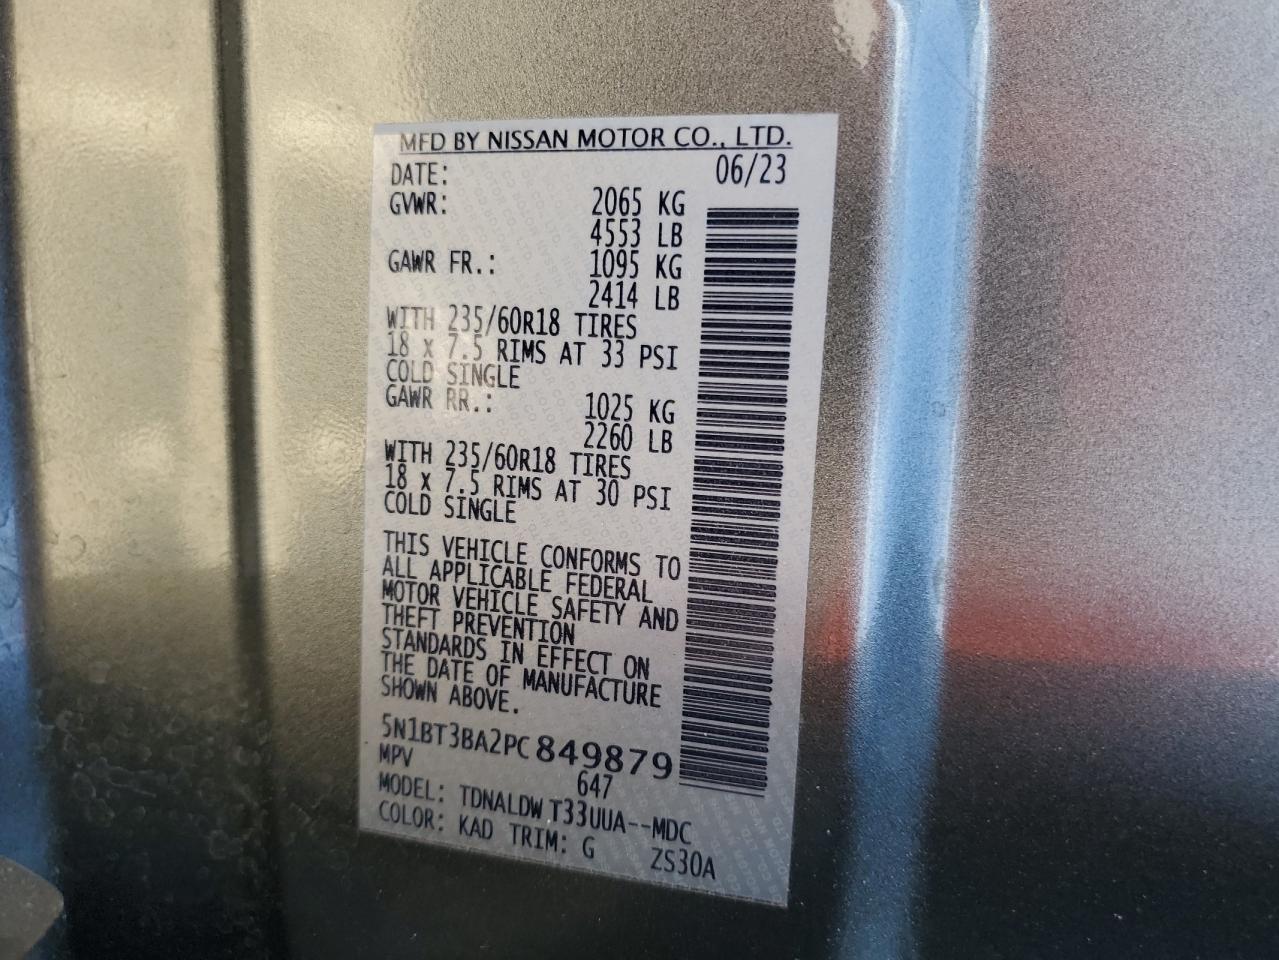 MFD BY NISSAN MOTOR CO., LTD.
DATE: 06/23
GVWR: 2065 KG
4553 LB
GAWR FR.: 1095 KG
2414 LB
WITH 235/60R18 TIRES
18 x 7.5 RIMS AT 33 PSI
COLD SINGLE
GAWR RR.: 1025 KG
2260 LB
WITH 235/60R18 TIRES
18 x 7.5 RIMS AT 30 PSI
COLD SINGLE
THIS VEHICLE CONFORMS TO
ALL APPLICABLE FEDERAL
MOTOR VEHICLE SAFETY AND
THEFT PREVENTION
STANDARDS IN EFFECT ON
THE DATE OF MANUFACTURE
SHOWN ABOVE.
5N1BT3BA2PC849879
MPV 647
MODEL: TDNALDW T33UUA--MDC
COLOR: KAD TRIM: G ZS30A